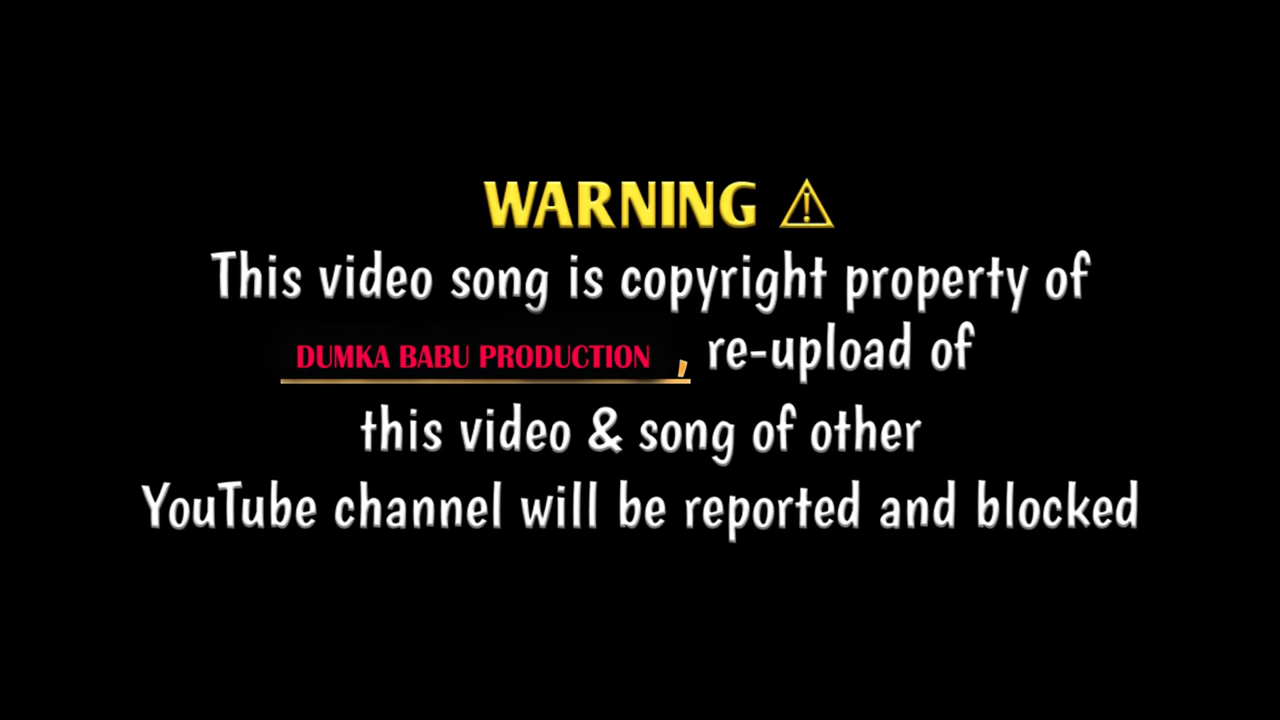 WARNING ⚠
This video song is copyright property of
DUMKA BABU PRODUCTION , re-upload of
this video & song of other
YouTube channel will be reported and blocked